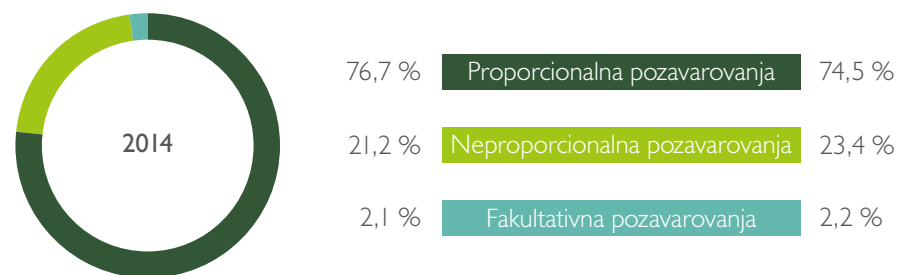 2014
76,7 % Proporcionalna pozavarovanja 74,5 %
21,2 % Neproporcionalna pozavarovanja 23,4 %
2,1 % Fakultativna pozavarovanja 2,2 %